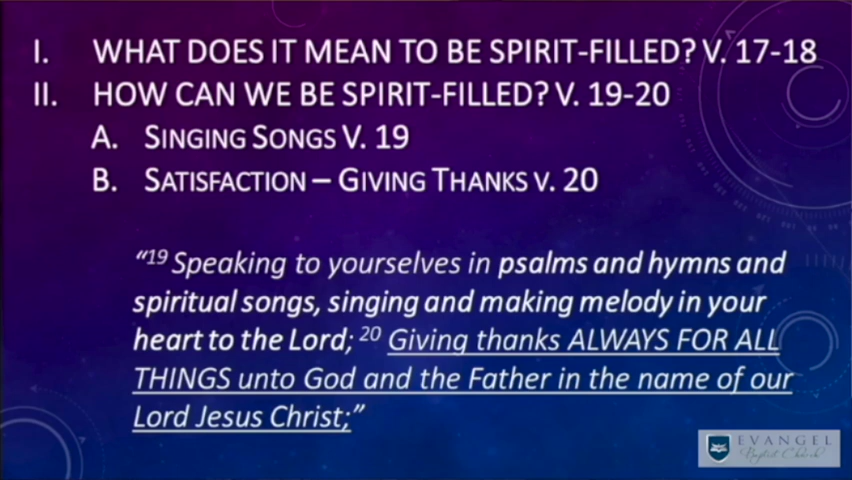 I. WHAT DOES IT MEAN TO BE SPIRIT-FILLED? V. 17-18
II. HOW CAN WE BE SPIRIT-FILLED? V. 19-20
A. SINGING SONGS V. 19
B. SATISFACTION – GIVING THANKS V. 20
“19 Speaking to yourselves in psalms and hymns and
spiritual songs, singing and making melody in your
heart to the Lord; 20 Giving thanks ALWAYS FOR ALL
THINGS unto God and the Father in the name of our
Lord Jesus Christ;”
EVANGEL
Baptist Church